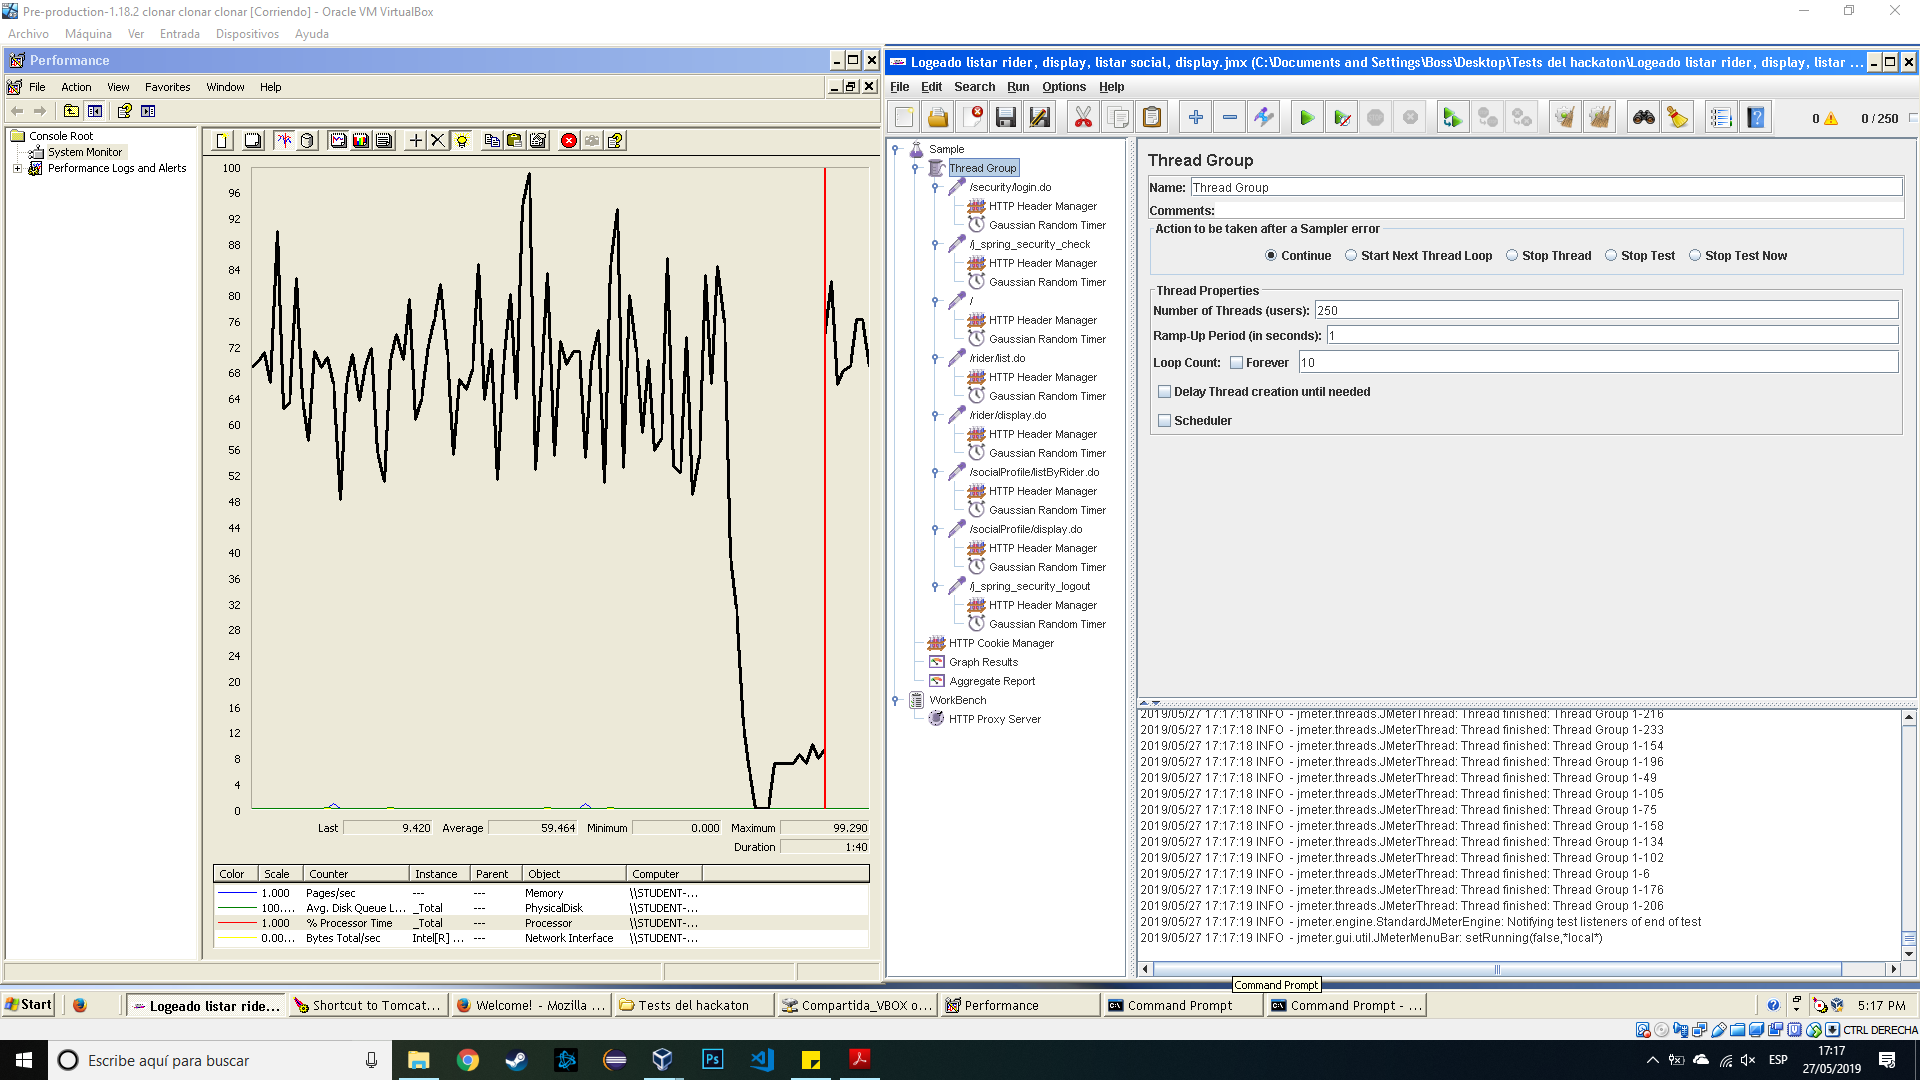 Pre-production-1.18.2 clonar clonar clonar [Corriendo] - Oracle VM VirtualBox
Archivo Máquina Ver Entrada Dispositivos Ayuda
Performance
File Action View Favorites Window Help
Console Root
System Monitor
Performance Logs and Alerts
100
96
92
88
84
80
76
72
68
64
60
56
52
48
44
40
36
32
28
24
20
16
12
8
4
0
Last 9.420 Average 59.464 Minimum 0.000 Maximum 99.290
Duration 1:40
Color Scale Counter Instance Parent Object Computer
1.000 Pages/sec --- --- Memory \\STUDENT-...
100.... Avg. Disk Queue L... _Total --- PhysicalDisk \\STUDENT-...
1.000 % Processor Time _Total --- Processor \\STUDENT-...
0.00... Bytes Total/sec Intel[R] ... --- Network Interface \\STUDENT-...
Logeado listar rider, display, listar social, display.jmx (C:\Documents and Settings\Boss\Desktop\Tests del hackaton\Logeado listar rider, display, listar ...
File Edit Search Run Options Help
0 0 / 250
Sample
Thread Group
/security/login.do
HTTP Header Manager
Gaussian Random Timer
/j_spring_security_check
HTTP Header Manager
Gaussian Random Timer
/
HTTP Header Manager
Gaussian Random Timer
/rider/list.do
HTTP Header Manager
Gaussian Random Timer
/rider/display.do
HTTP Header Manager
Gaussian Random Timer
/socialProfile/listByRider.do
HTTP Header Manager
Gaussian Random Timer
/socialProfile/display.do
HTTP Header Manager
Gaussian Random Timer
/j_spring_security_logout
HTTP Header Manager
Gaussian Random Timer
HTTP Cookie Manager
Graph Results
Aggregate Report
WorkBench
HTTP Proxy Server
Thread Group
Name: Thread Group
Comments:
Action to be taken after a Sampler error
Continue Start Next Thread Loop Stop Thread Stop Test Stop Test Now
Thread Properties
Number of Threads (users): 250
Ramp-Up Period (in seconds): 1
Loop Count: Forever 10
Delay Thread creation until needed
Scheduler
2019/05/27 17:17:18 INFO - jmeter.threads.JMeterThread: Thread finished: Thread Group 1-216
2019/05/27 17:17:18 INFO - jmeter.threads.JMeterThread: Thread finished: Thread Group 1-233
2019/05/27 17:17:18 INFO - jmeter.threads.JMeterThread: Thread finished: Thread Group 1-154
2019/05/27 17:17:18 INFO - jmeter.threads.JMeterThread: Thread finished: Thread Group 1-196
2019/05/27 17:17:18 INFO - jmeter.threads.JMeterThread: Thread finished: Thread Group 1-49
2019/05/27 17:17:18 INFO - jmeter.threads.JMeterThread: Thread finished: Thread Group 1-105
2019/05/27 17:17:18 INFO - jmeter.threads.JMeterThread: Thread finished: Thread Group 1-75
2019/05/27 17:17:18 INFO - jmeter.threads.JMeterThread: Thread finished: Thread Group 1-158
2019/05/27 17:17:19 INFO - jmeter.threads.JMeterThread: Thread finished: Thread Group 1-134
2019/05/27 17:17:19 INFO - jmeter.threads.JMeterThread: Thread finished: Thread Group 1-102
2019/05/27 17:17:19 INFO - jmeter.threads.JMeterThread: Thread finished: Thread Group 1-6
2019/05/27 17:17:19 INFO - jmeter.threads.JMeterThread: Thread finished: Thread Group 1-176
2019/05/27 17:17:19 INFO - jmeter.threads.JMeterThread: Thread finished: Thread Group 1-206
2019/05/27 17:17:19 INFO - jmeter.engine.StandardJMeterEngine: Notifying test listeners of end of test
2019/05/27 17:17:19 INFO - jmeter.gui.util.JMeterMenuBar: setRunning(false,*local*)
Command Prompt
Start Logeado listar ride... Shortcut to Tomcat... Welcome! - Mozilla ... Tests del hackaton Compartida_VBOX o... Performance Command Prompt Command Prompt - ... 5:17 PM
CTRL DERECHA
Escribe aquí para buscar
ESP
17:17
27/05/2019